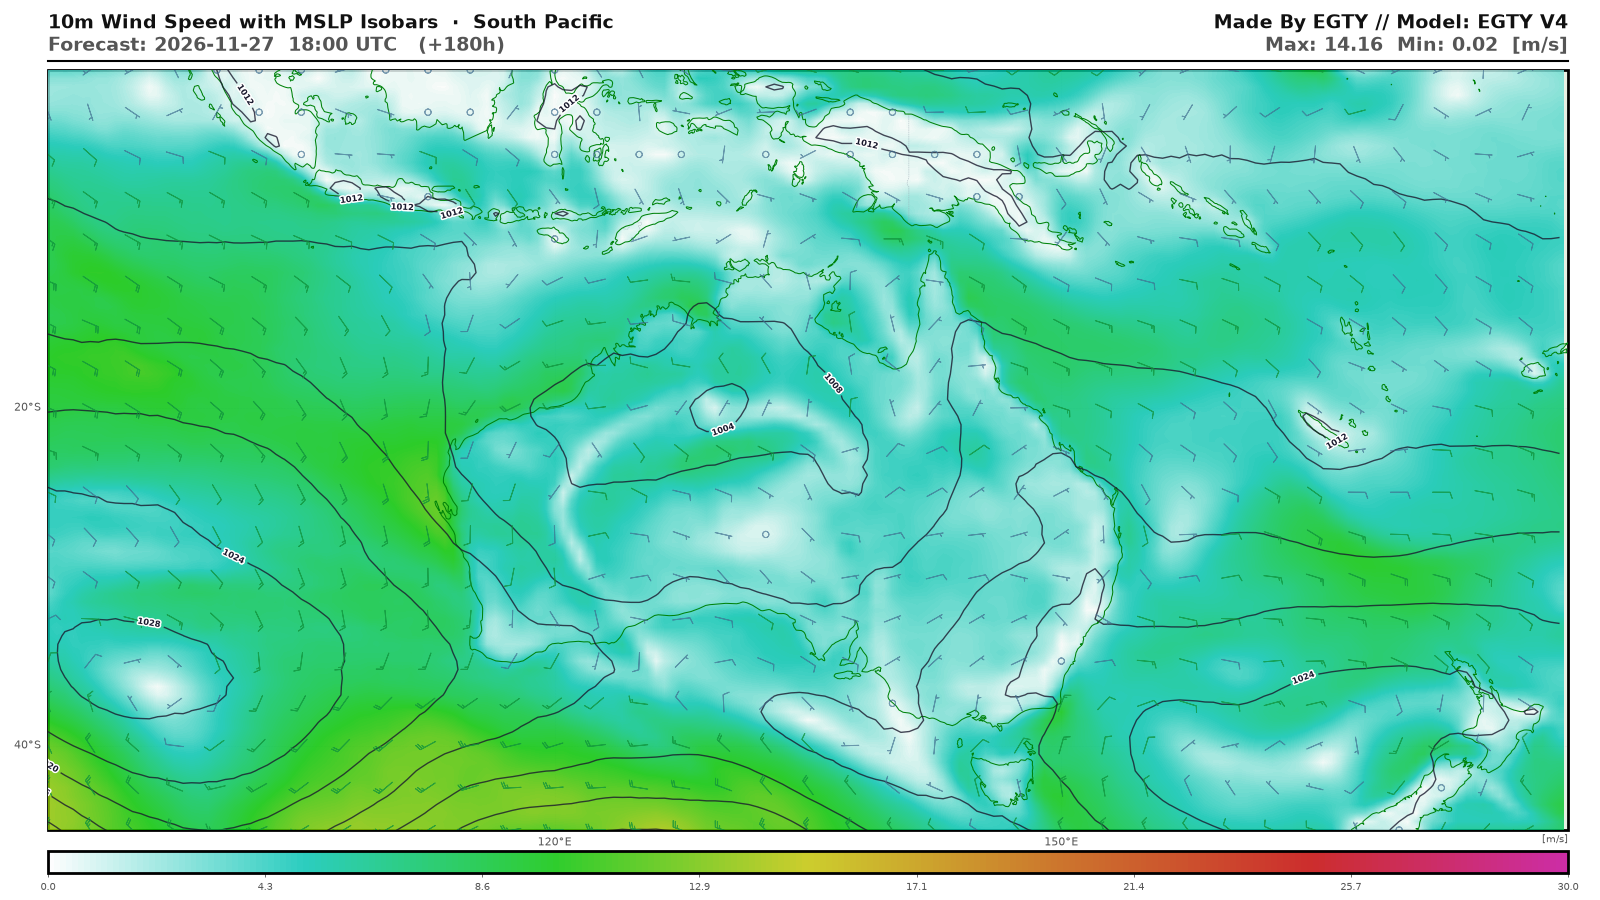 10m Wind Speed with MSLP Isobars · South Pacific
Made By EGTY // Model: EGTY V4
Forecast: 2026-11-27 18:00 UTC (+180h)
Max: 14.16 Min: 0.02 [m/s]
1012
1012
1012
1012
1012
1012
1008
20°S
1004
1012
1024
1028
1024
40°S
20
120°E
150°E
[m/s]
0.0
4.3
8.6
12.9
17.1
21.4
25.7
30.0